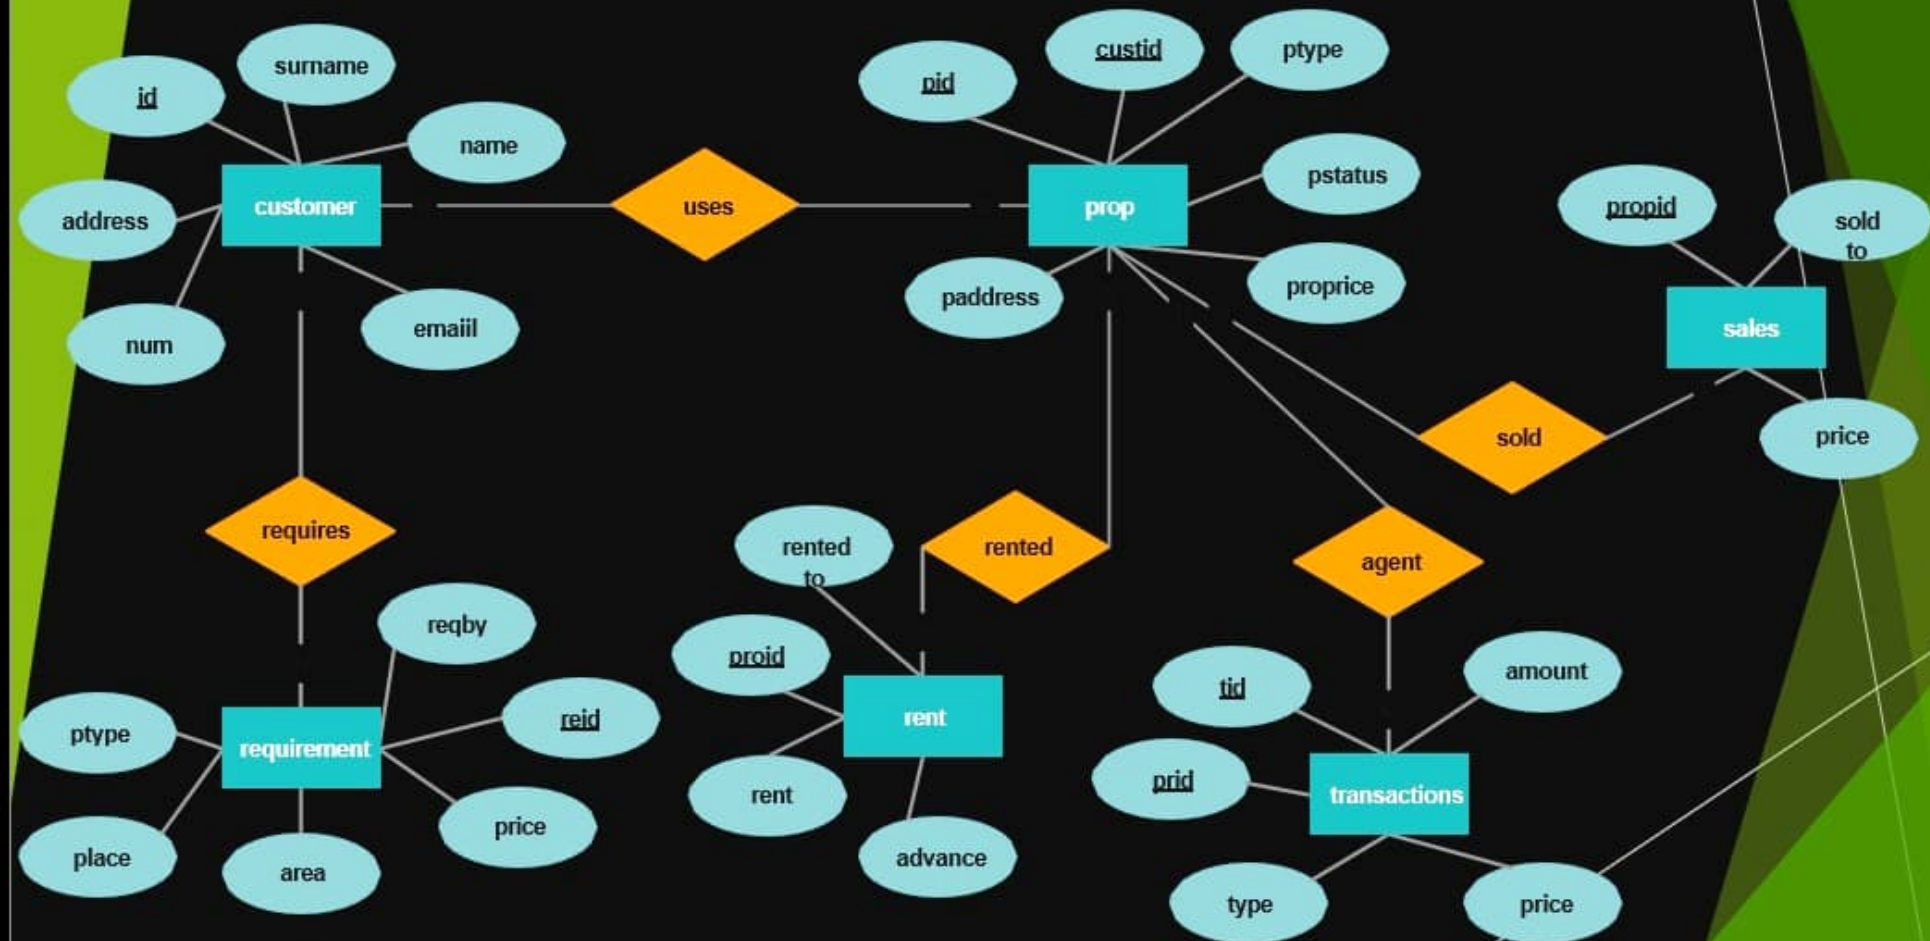 id
surname
name
customer
address
num
emaiil
uses
pid
custid
ptype
pstatus
prop
paddress
proprice
propid
sold
to
sales
price
sold
requires
rented
agent
reqby
reid
requirement
ptype
place
area
price
rented
to
proid
rent
rent
advance
tid
amount
prid
transactions
type
price